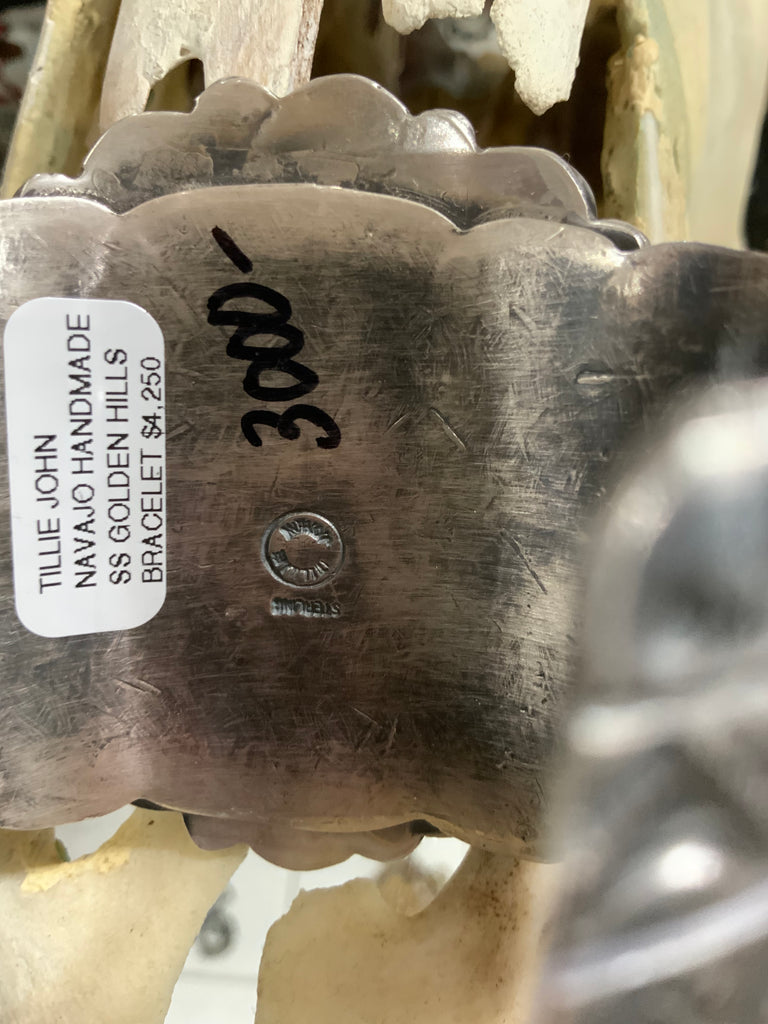 TILLIE JOHN
NAVAJO HANDMADE
SS GOLDEN HILLS
BRACELET $4,250
3000-
STERLING